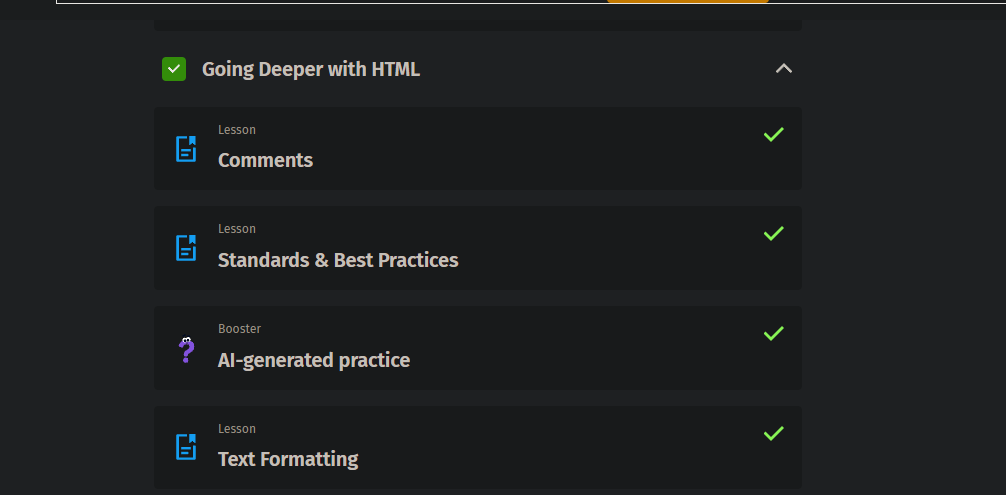 Going Deeper with HTML
Lesson
Comments
Lesson
Standards & Best Practices
Booster
AI-generated practice
Lesson
Text Formatting